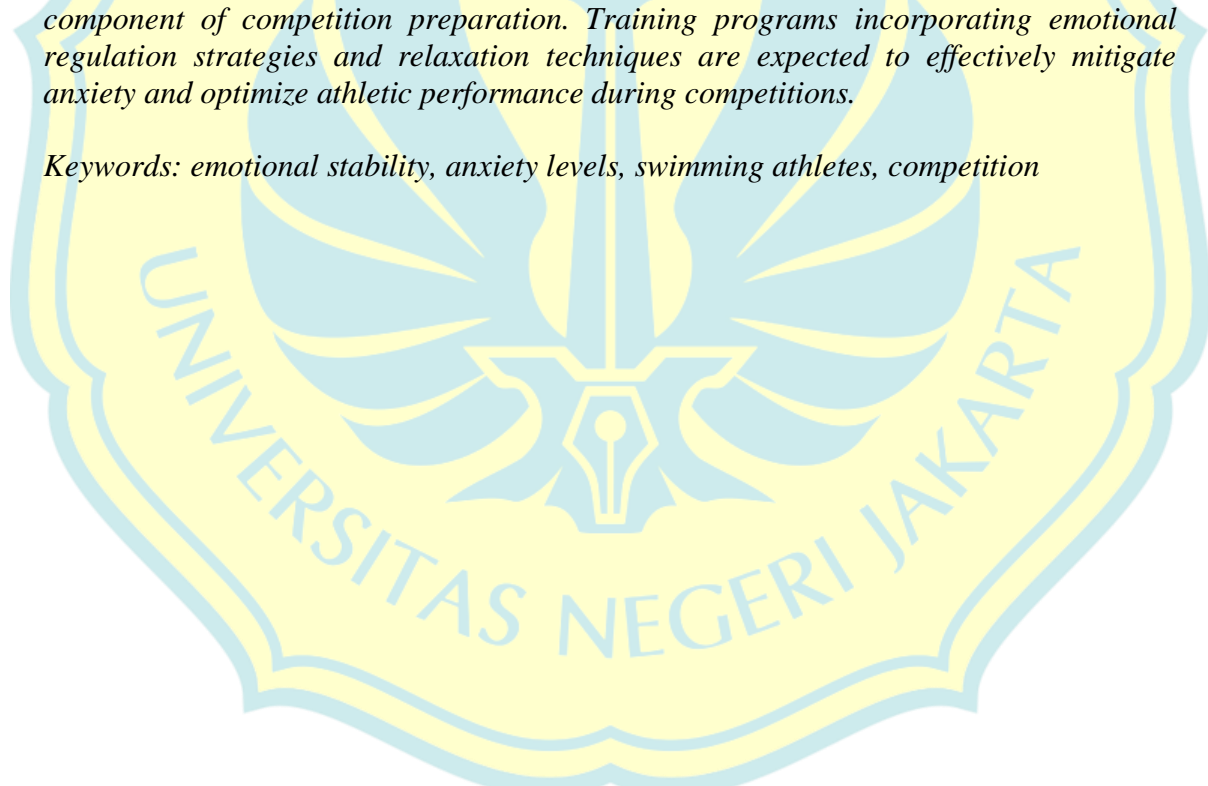 component of competition preparation. Training programs incorporating emotional
regulation strategies and relaxation techniques are expected to effectively mitigate
anxiety and optimize athletic performance during competitions.
Keywords: emotional stability, anxiety levels, swimming athletes, competition
UNIVERSITAS NEGERI JAKARTA